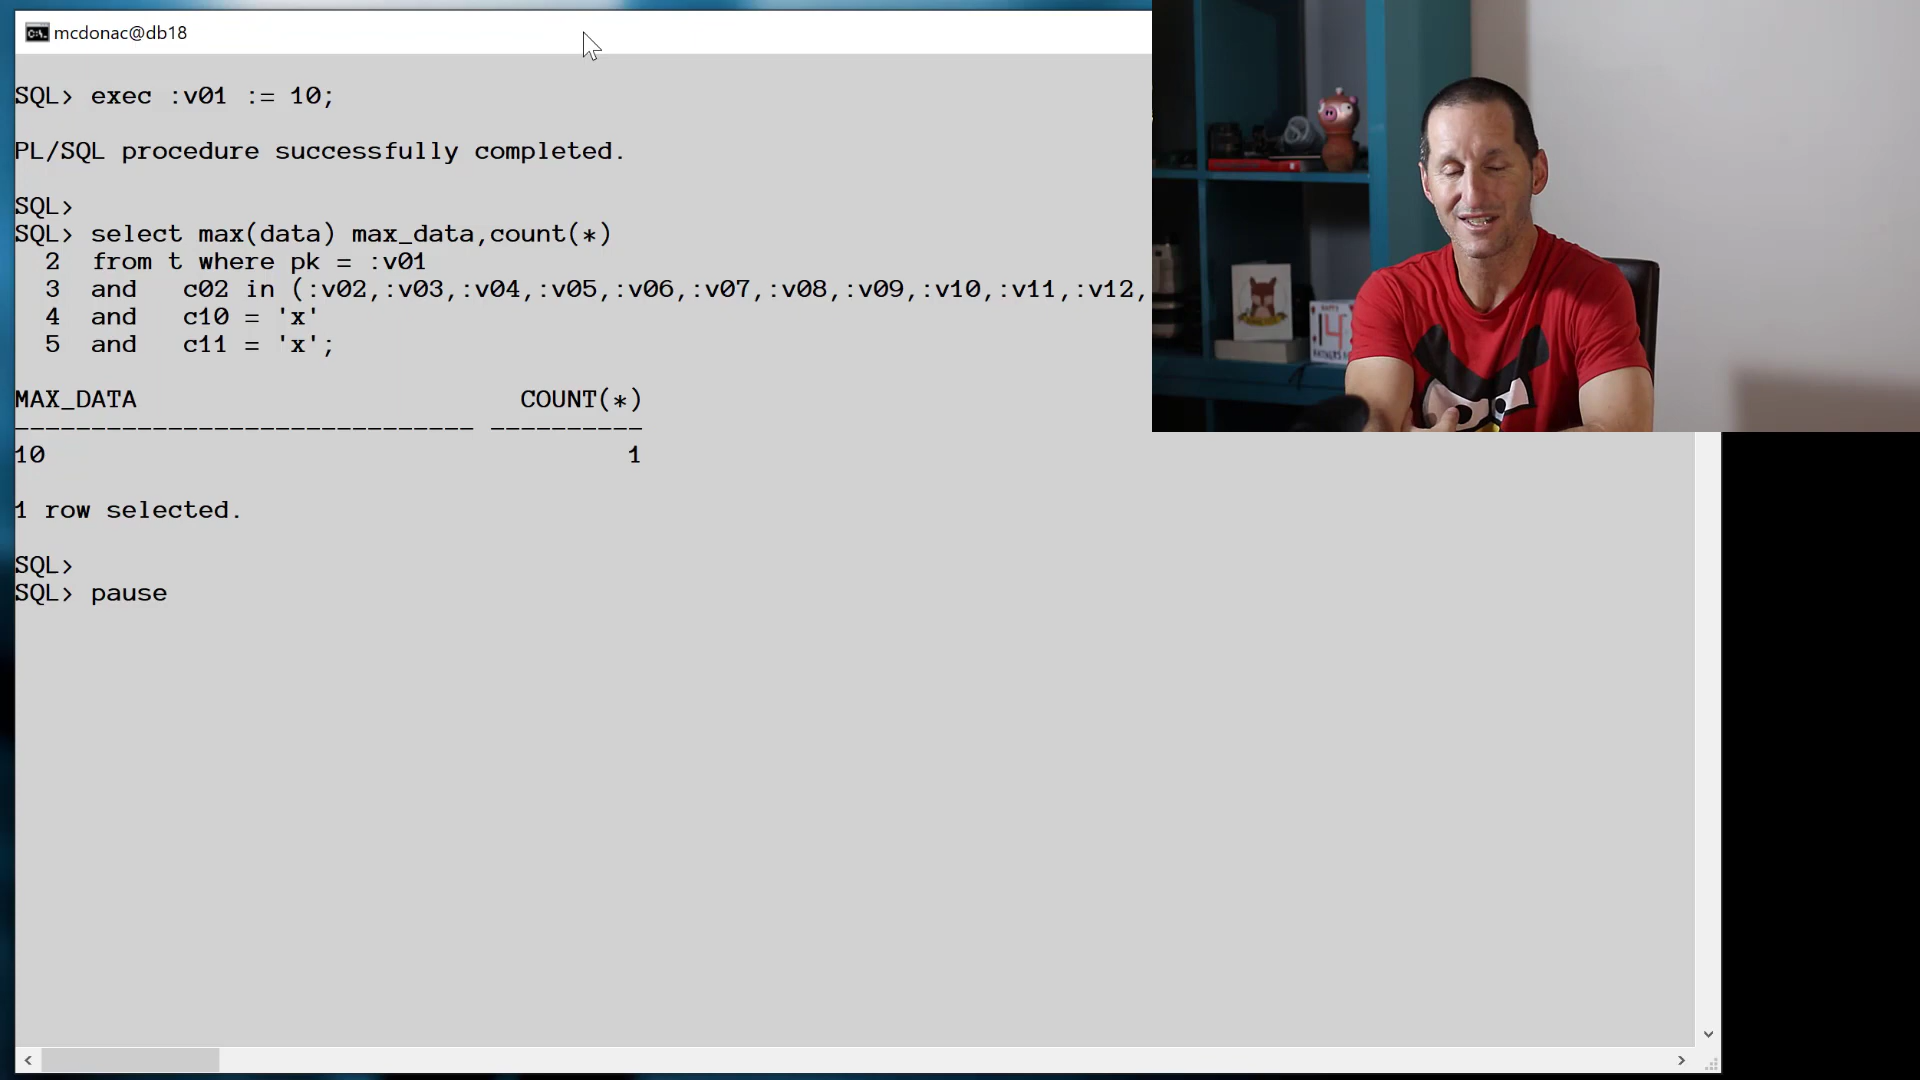 mcdonac@db18
SQL> exec :v01 := 10;
PL/SQL procedure successfully completed.
SQL>
SQL> select max(data) max_data,count(*)
2 from t where pk = :v01
3 and c02 in (:v02,:v03,:v04,:v05,:v06,:v07,:v08,:v09,:v10,:v11,:v12,
4 and c10 = 'x'
5 and c11 = 'x';
MAX_DATA COUNT(*)
------------------------------ ----------
10 1
1 row selected.
SQL>
SQL> pause
14